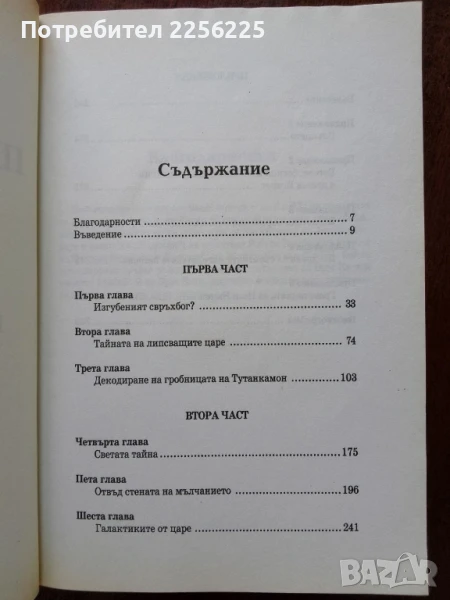 Потребител 2256225
Съдържание
Благодарности 7
Въведение 9
ПЪРВА ЧАСТ
Първа глава
Изгубеният свръхбог? 33
Втора глава
Тайната на липсващите царе 74
Трета глава
Декодиране на гробницата на Тутанкамон 103
ВТОРА ЧАСТ
Четвърта глава
Светата тайна 175
Пета глава
Отвъд стената на мълчанието 196
Шеста глава
Галактиките от царе 241
BAZAR